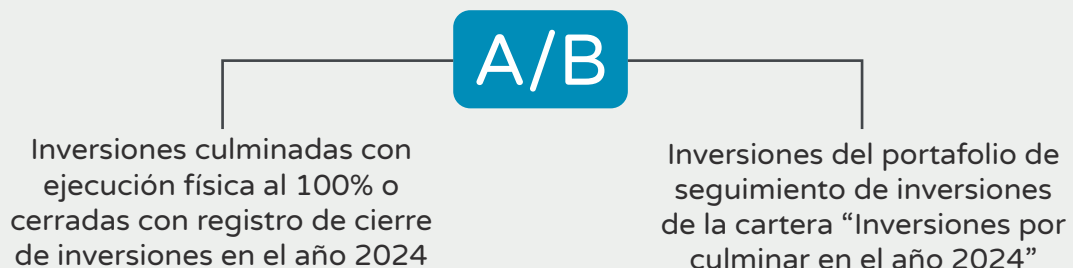 A/B
Inversiones culminadas con
ejecución física al 100% o
cerradas con registro de cierre
de inversiones en el año 2024
Inversiones del portafolio de
seguimiento de inversiones
de la cartera “Inversiones por
culminar en el año 2024”